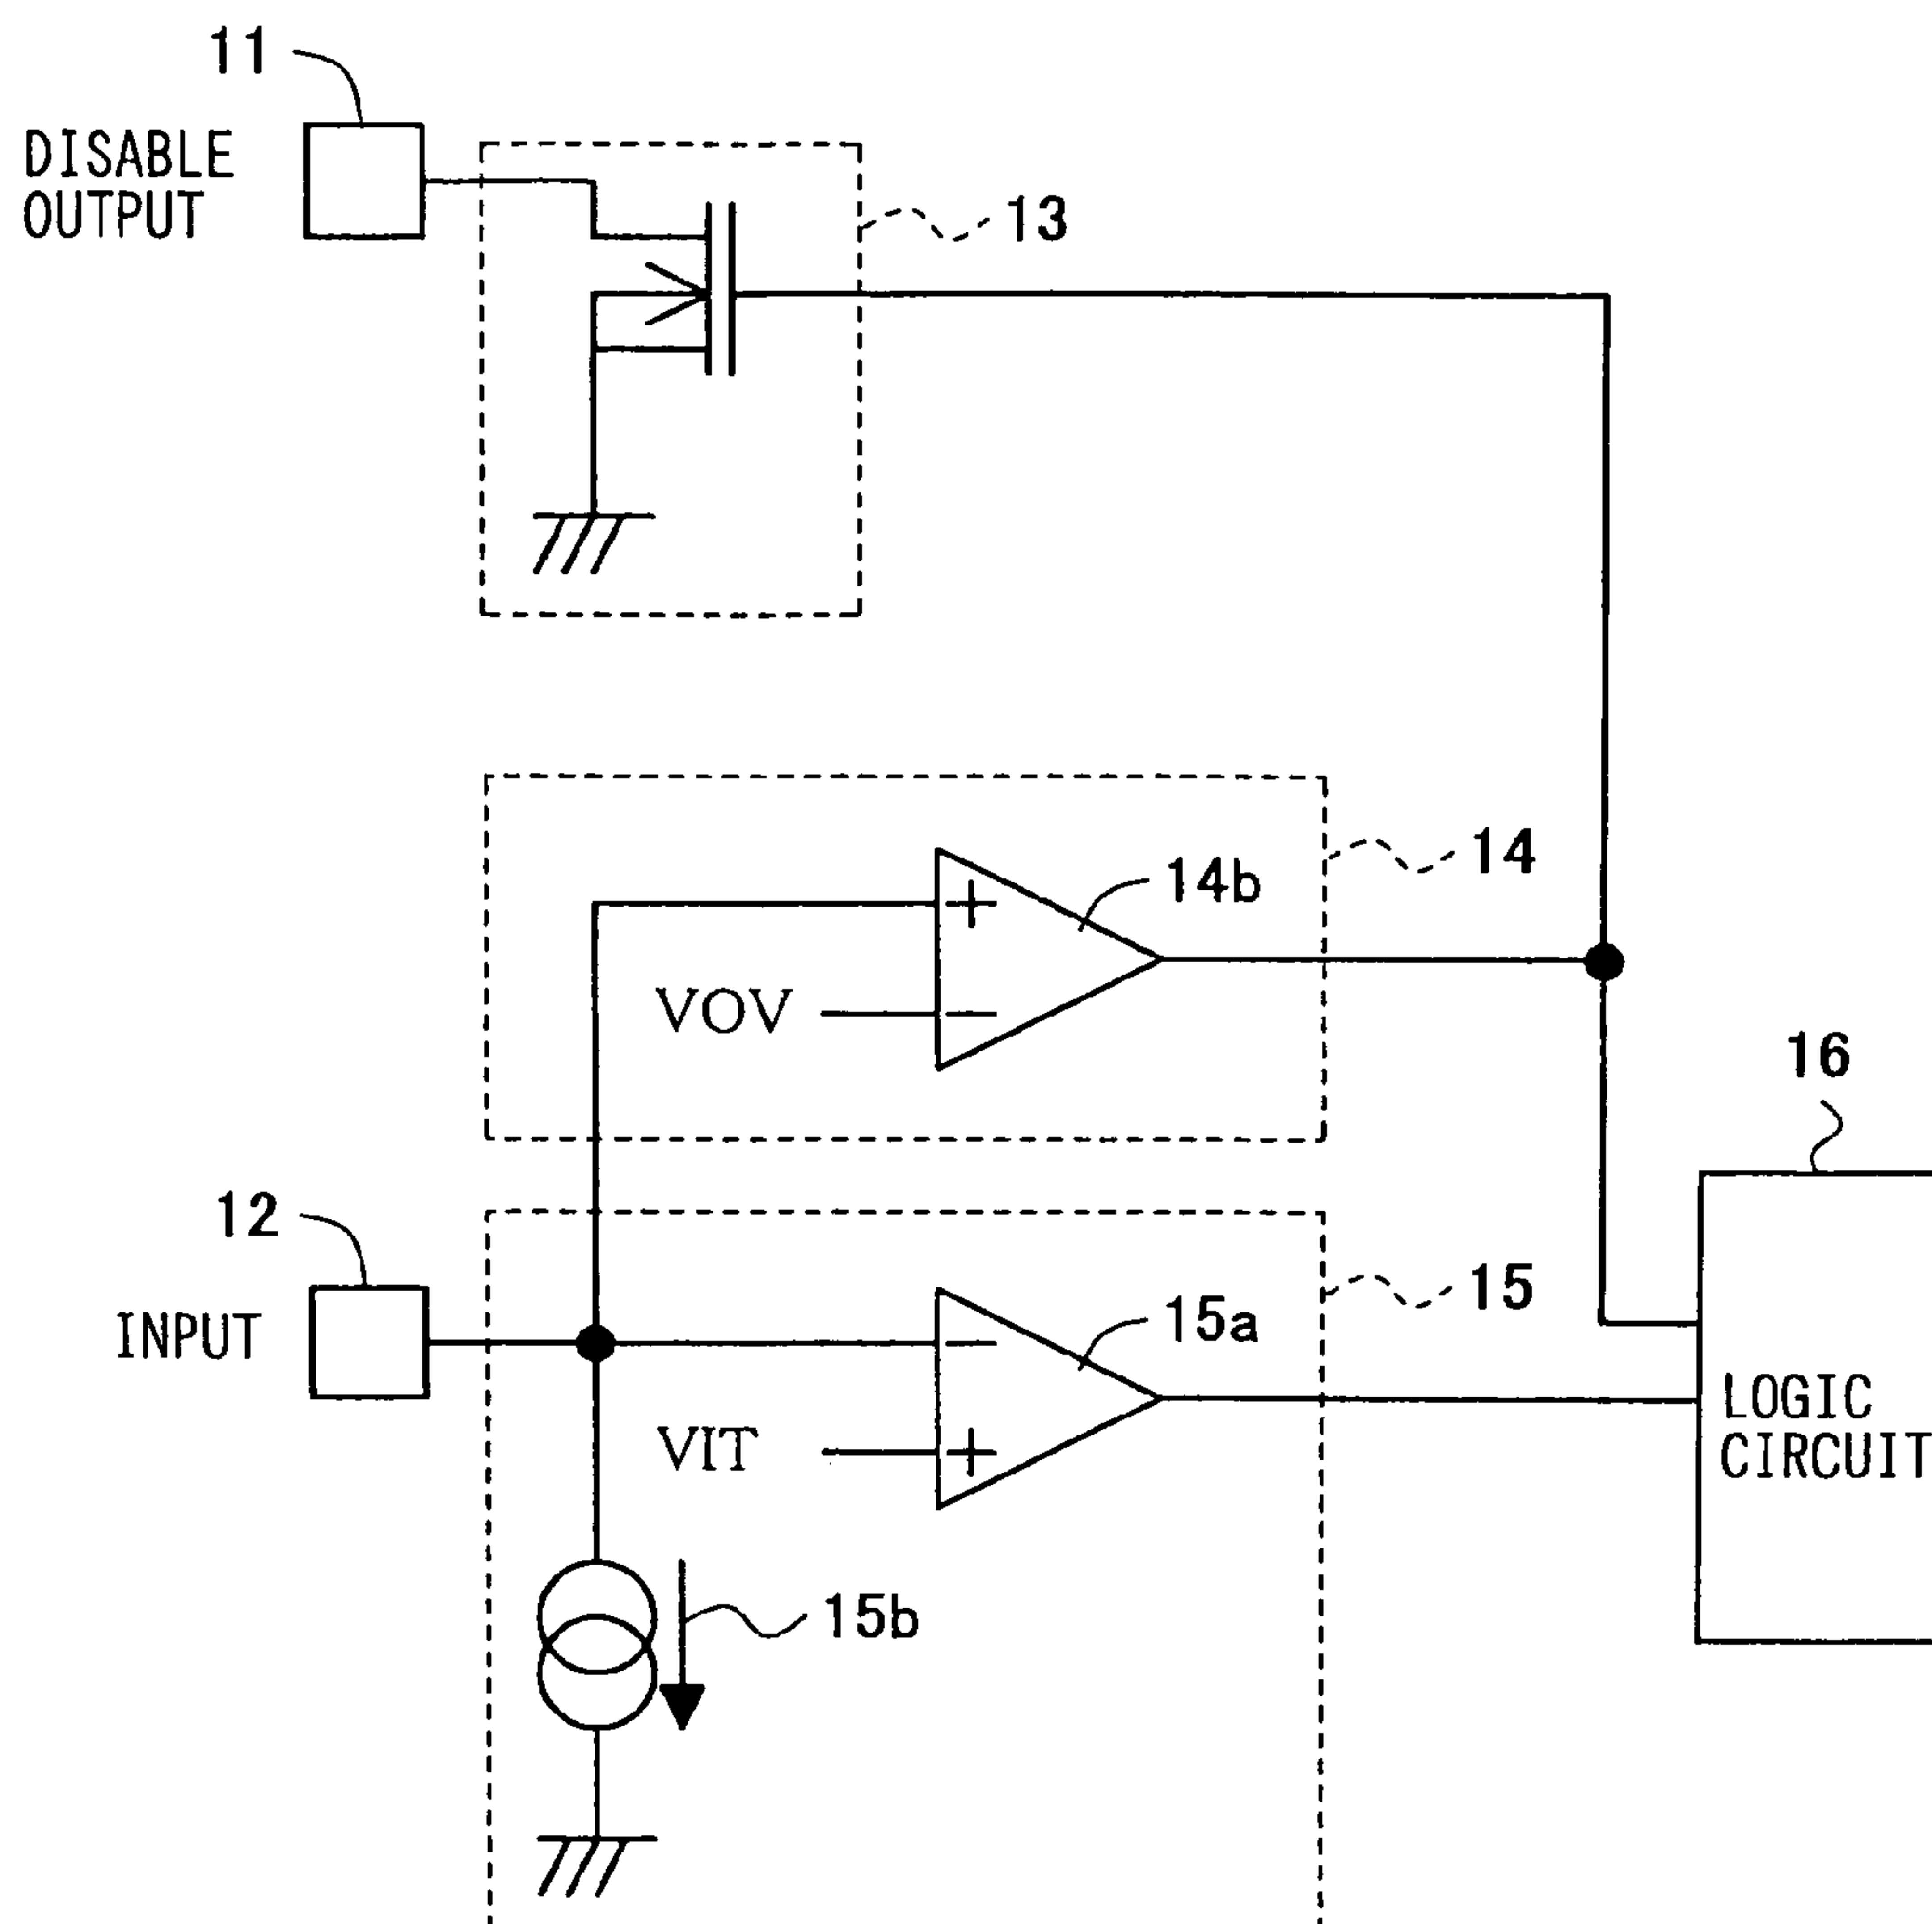 11
DISABLE
OUTPUT
13
14
14b
+
VOV
−
16
12
INPUT
15
15a
−
VIT
+
LOGIC
CIRCUIT
15b